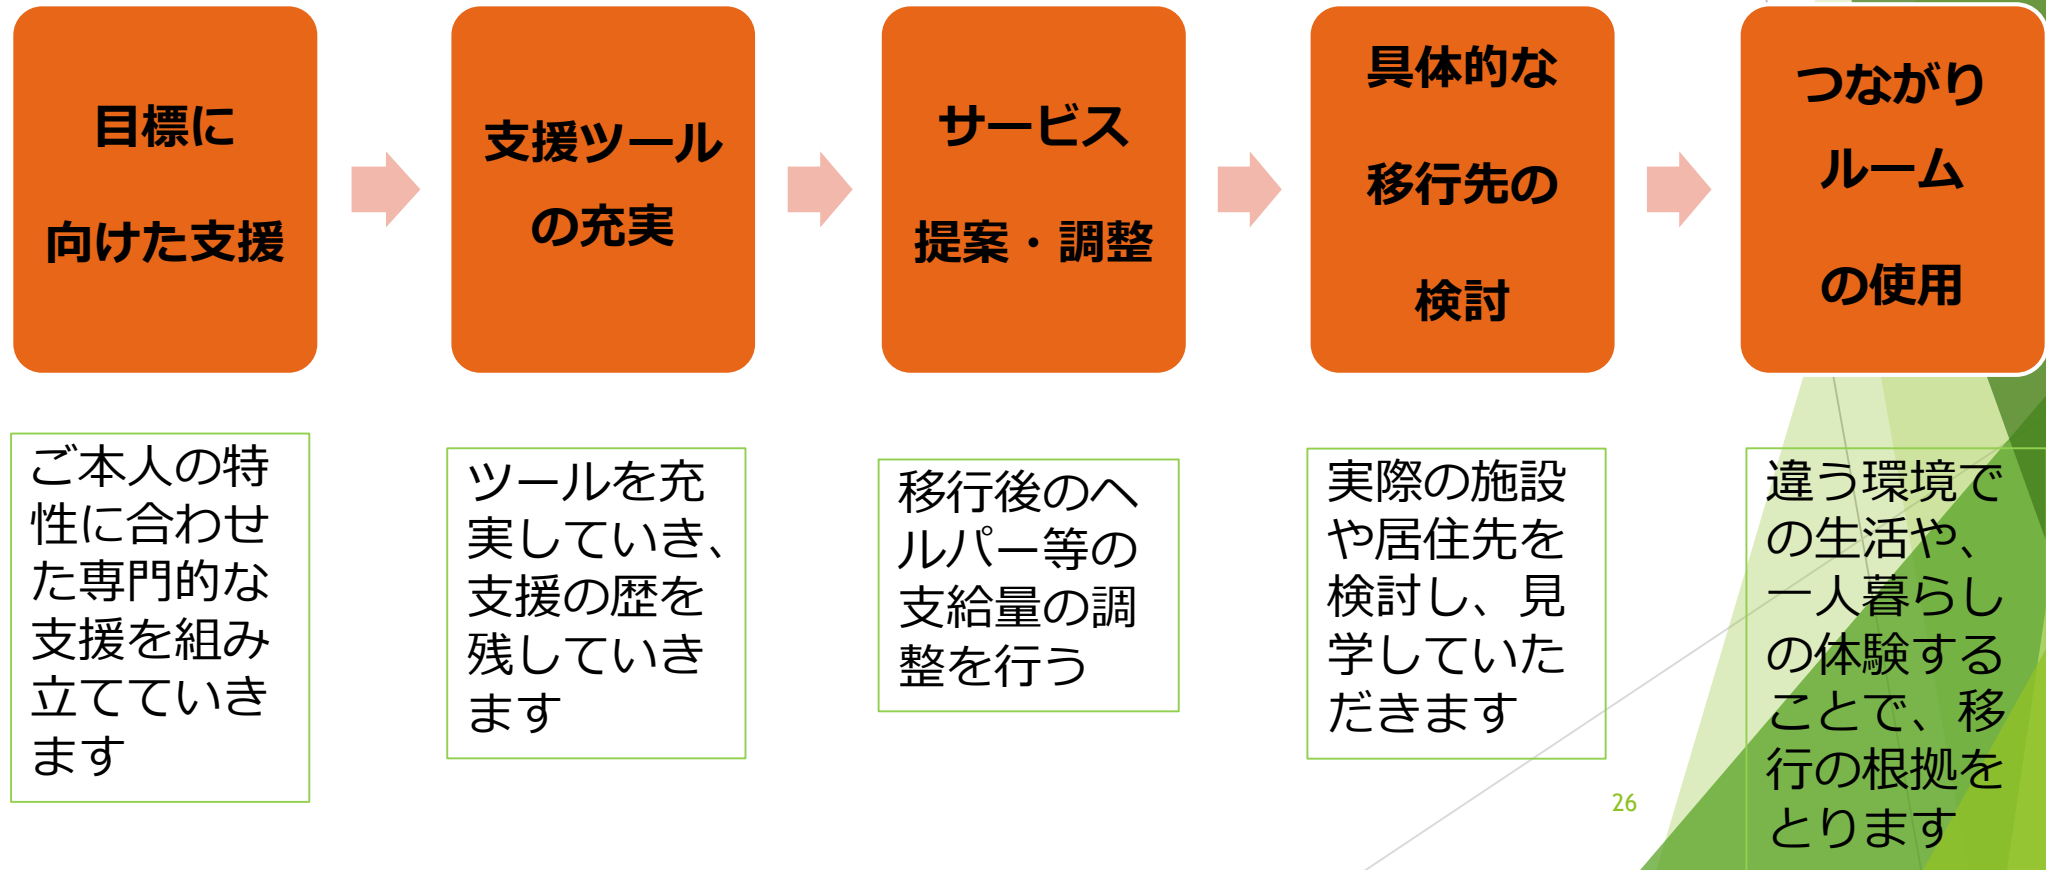 目標に
向けた支援
支援ツール
の充実
サービス
提案・調整
具体的な
移行先の
検討
つながり
ルーム
の使用
ご本人の特
性に合わせ
た専門的な
支援を組み
立てていき
ます
ツールを充
実していき、
支援の歴を
残していき
ます
移行後のヘ
ルパー等の
支給量の調
整を行う
実際の施設
や居住先を
検討し、見
学していた
だきます
違う環境で
の生活や、
一人暮らし
の体験する
ことで、移
行の根拠を
とります
26